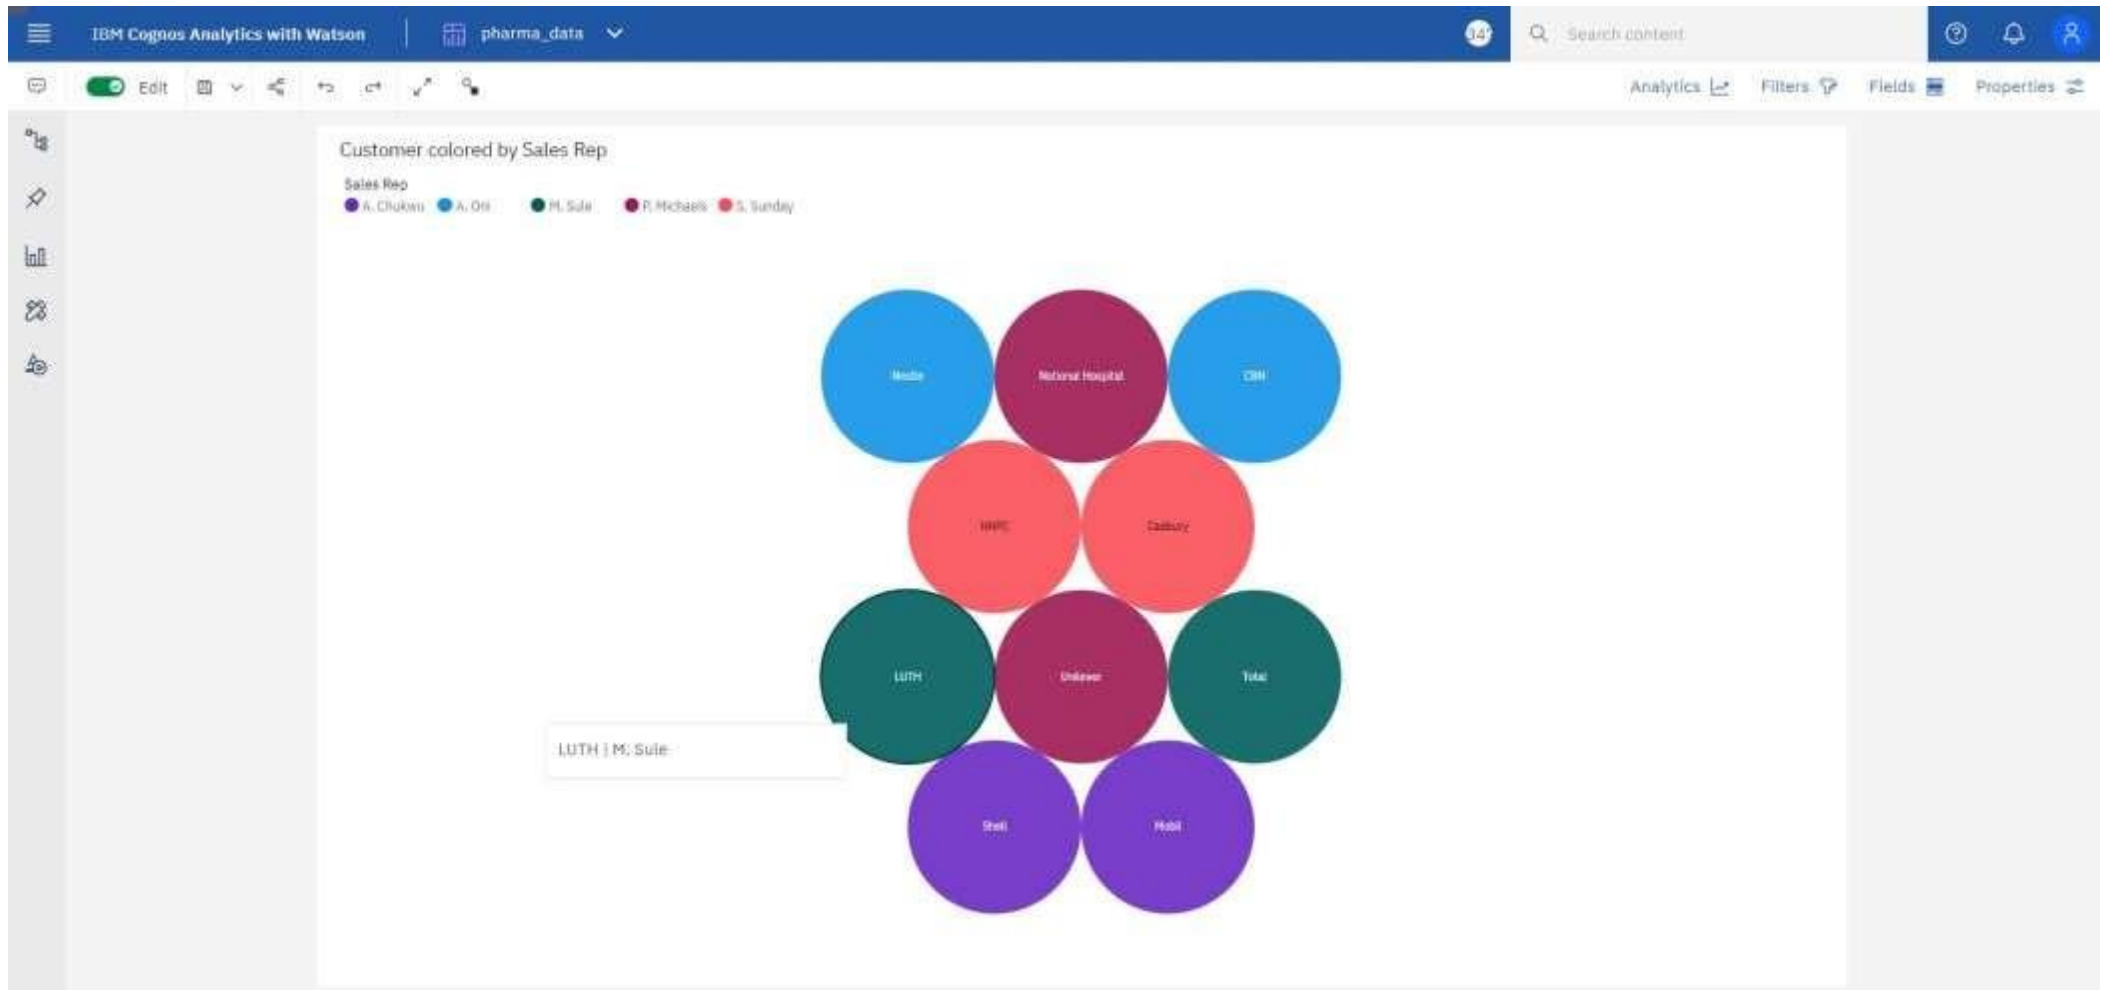 IBM Cognos Analytics with Watson pharma_data Search content
Edit Analytics Filters Fields Properties
Customer colored by Sales Rep
Sales Rep
A. Chukwu A. Oni M. Sule P. Michaels S. Sunday
Nestle National Hospital CBN
NNPC Cadbury
LUTH Unilever Total
LUTH | M. Sule
Shell Mobil